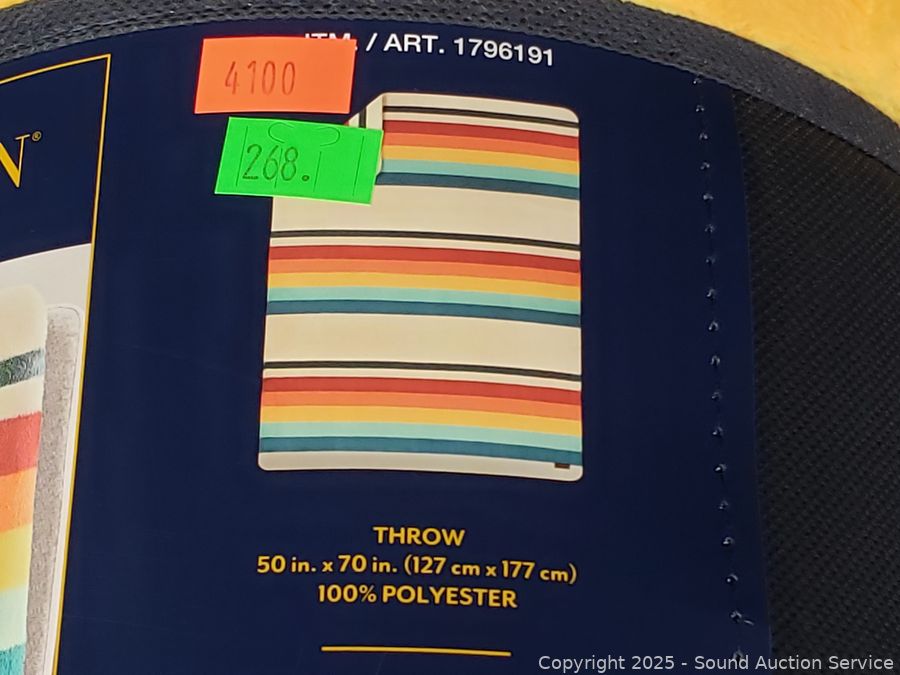 ITM. / ART. 1796191
4100
268.
N®
THROW
50 in. x 70 in. (127 cm x 177 cm)
100% POLYESTER
Copyright 2025 - Sound Auction Service